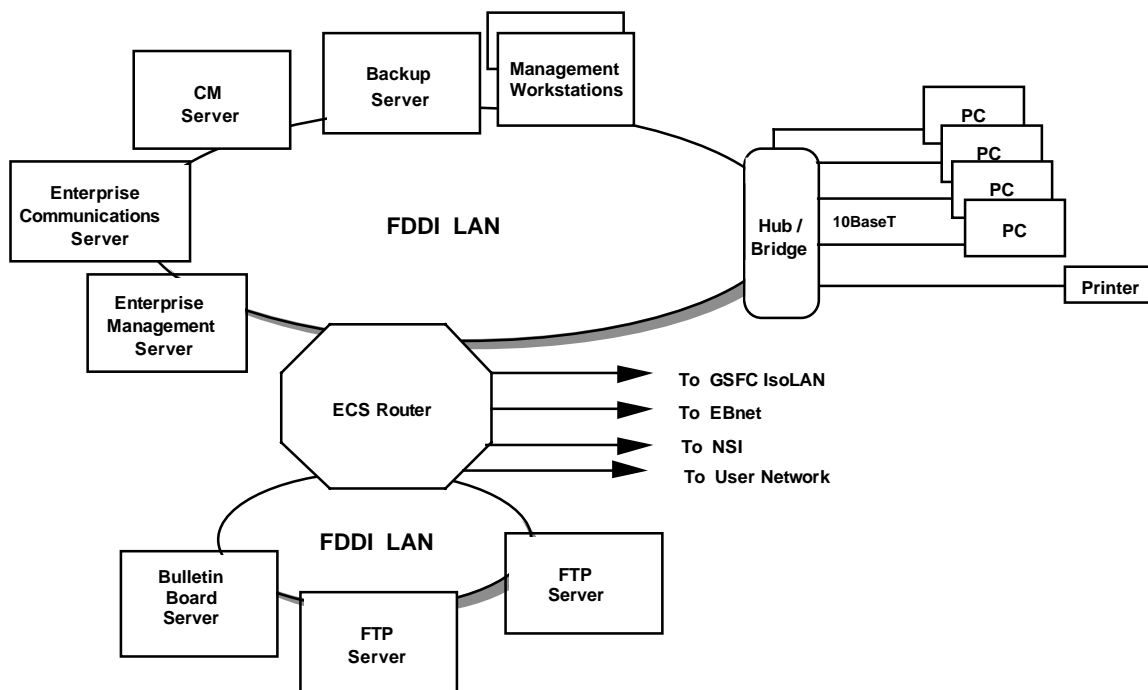 Backup
Server
Management
Workstations
CM
Server
PC
PC
PC
PC
Enterprise
Communications
Server
FDDI LAN
Hub /
Bridge
10BaseT
Printer
Enterprise
Management
Server
ECS Router
To GSFC IsoLAN
To EBnet
To NSI
To User Network
FDDI LAN
Bulletin
Board
Server
FTP
Server
FTP
Server